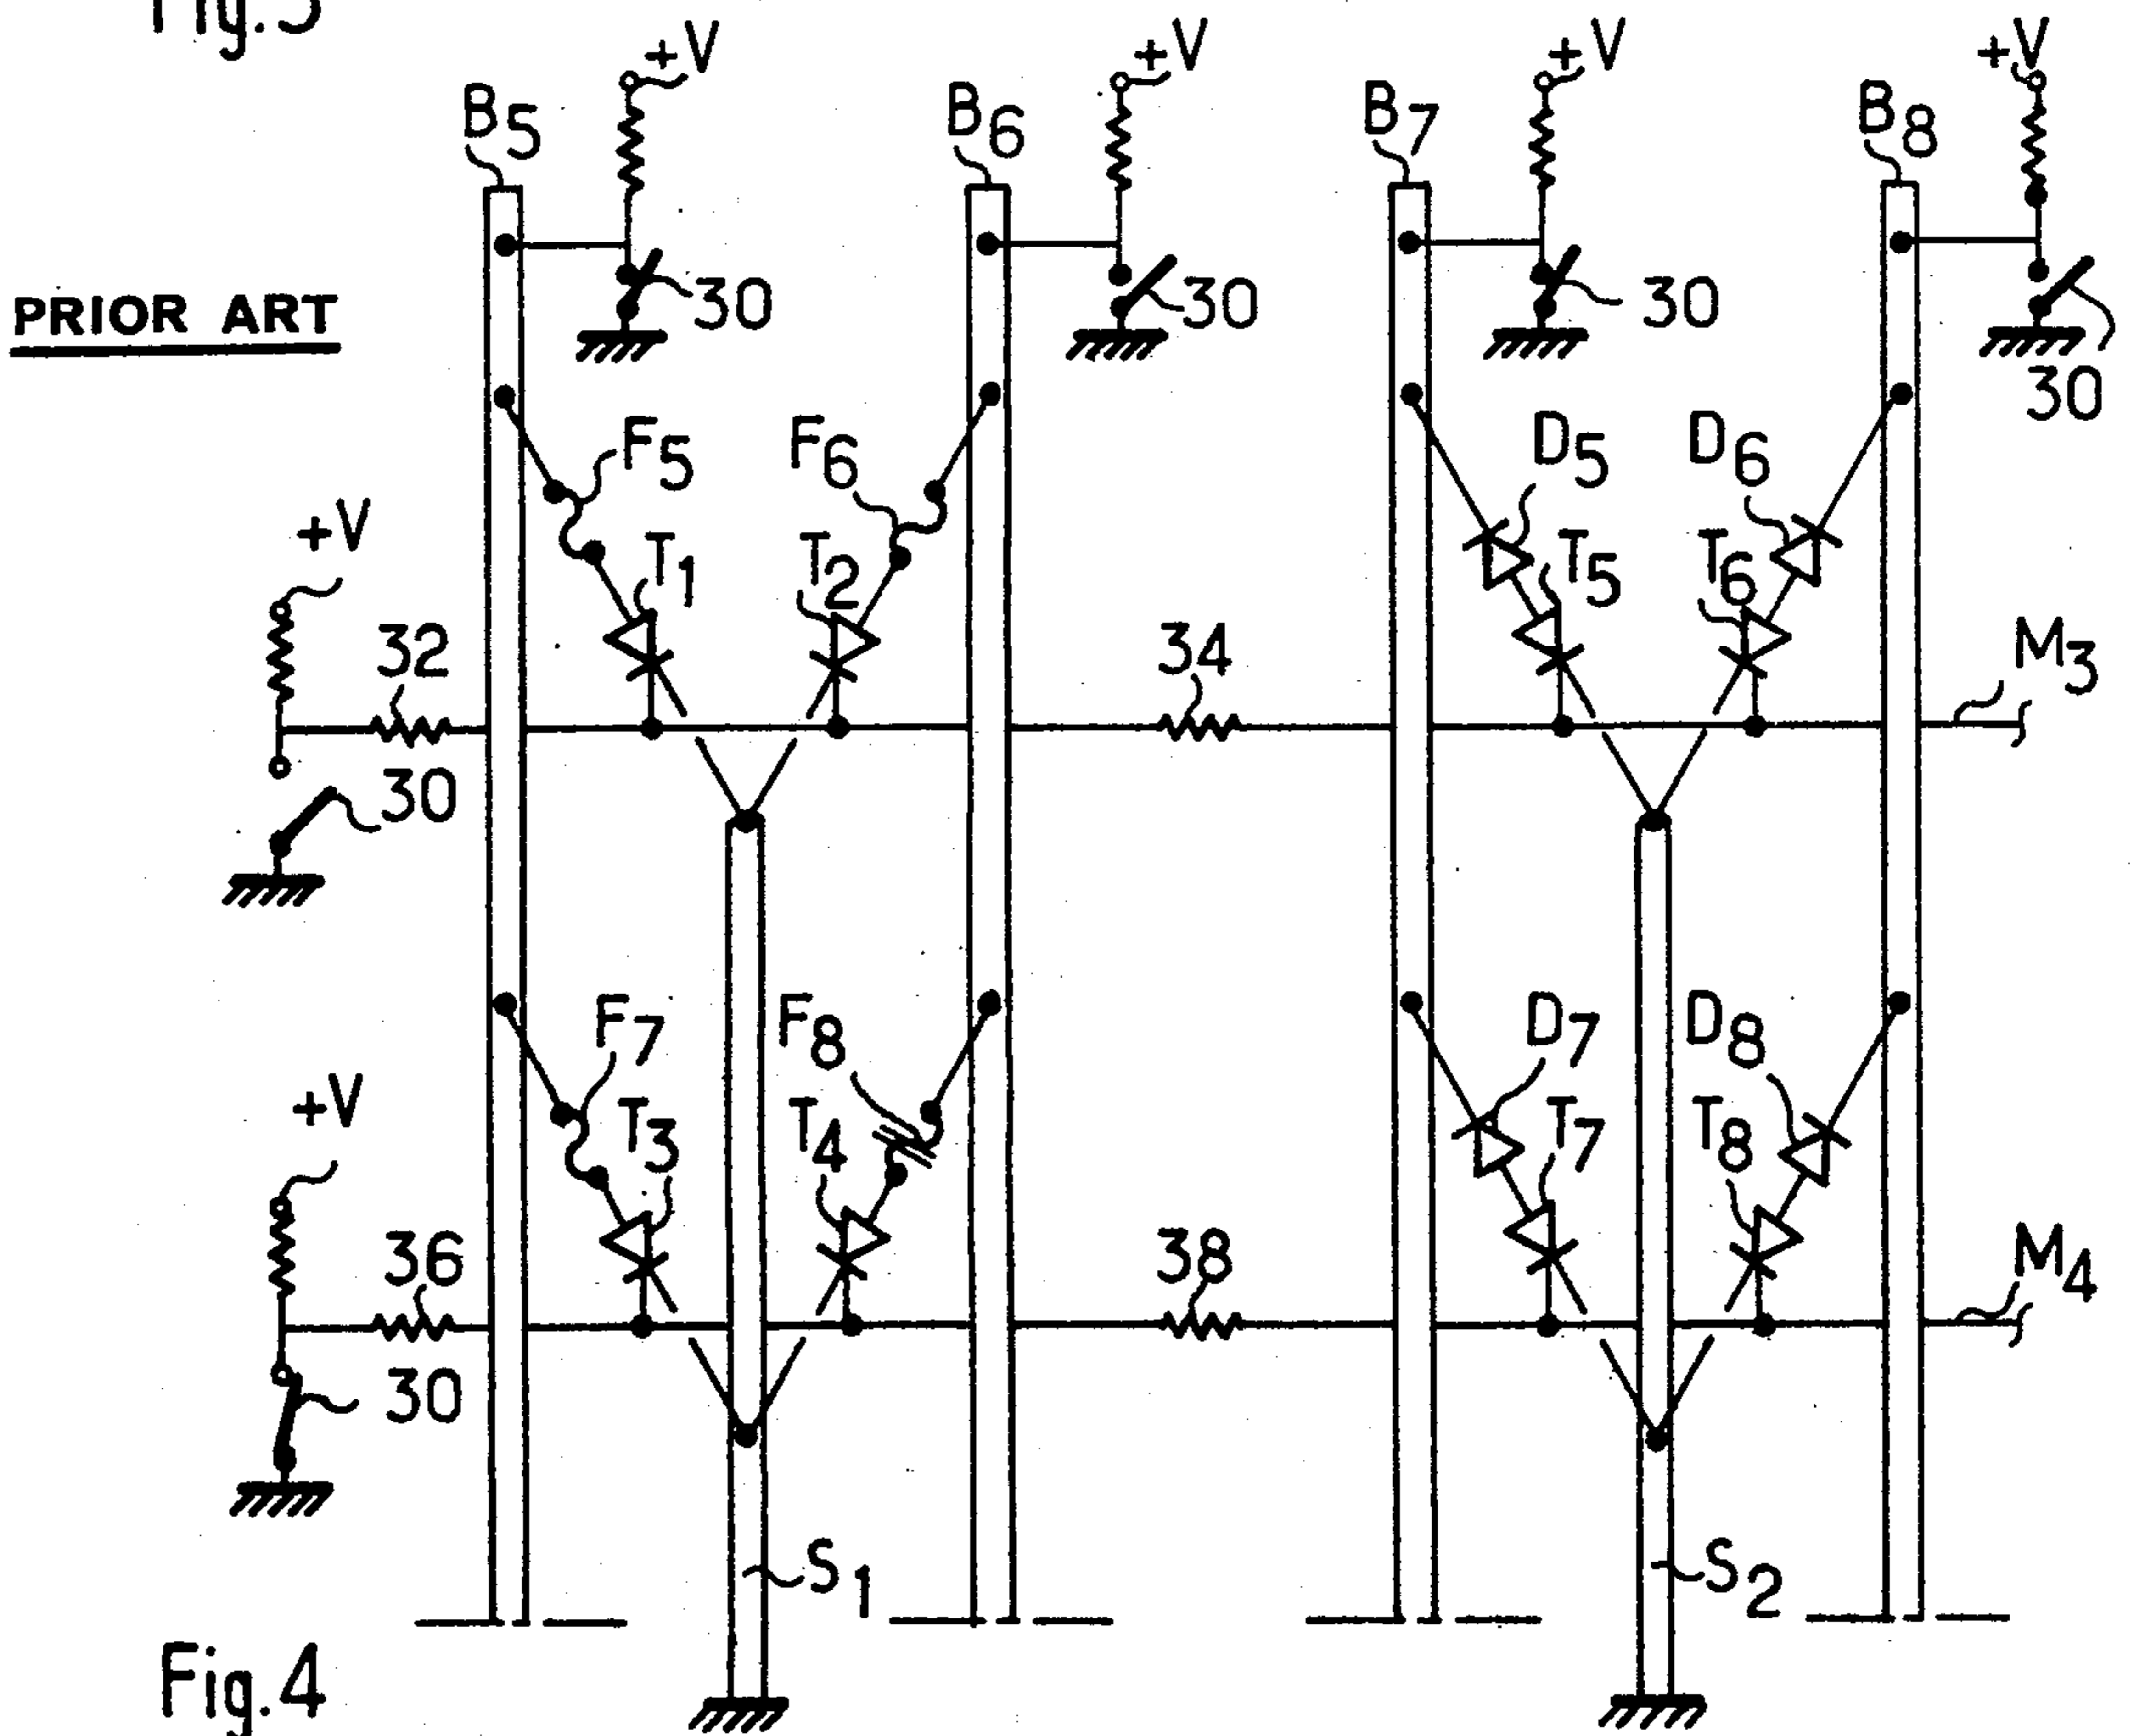 Fig.3
+V +V +V +V
B5 B6 B7 B8
30 30 30 30
PRIOR ART
F5 F6 D5 D6
+V
T1 T2 T5 T6
32 34 M3
30
F7 F8 D7 D8
+V
T3 T4 T7 T8
36 38 M4
30
S1 S2
Fig.4